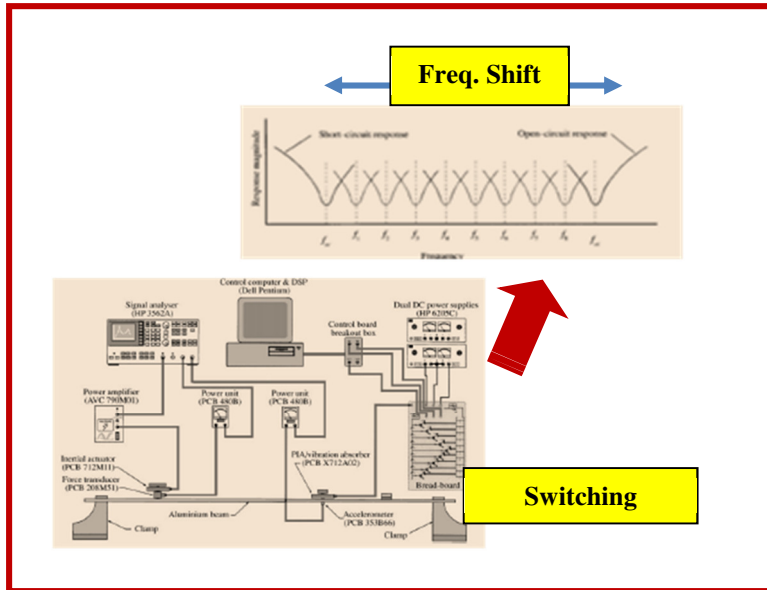 Freq. Shift
Short-circuit response
Open-circuit response
Response magnitude
Frequency
Control computer & DSP
(Dell Pentium)
Signal analyser
(HP 3562A)
Dual DC power supplies
(HP 6205C)
Control board
breakout box
Power amplifier
(AVC 790M01)
Power unit
(PCB 480B)
Power unit
(PCB 480B)
Inertial actuator
(PCB 712M11)
Force transducer
(PCB 208M51)
PIA/vibration absorber
(PCB X712A02)
Bread-board
Switching
Aluminium beam
Accelerometer
(PCB 353B66)
Clamp
Clamp